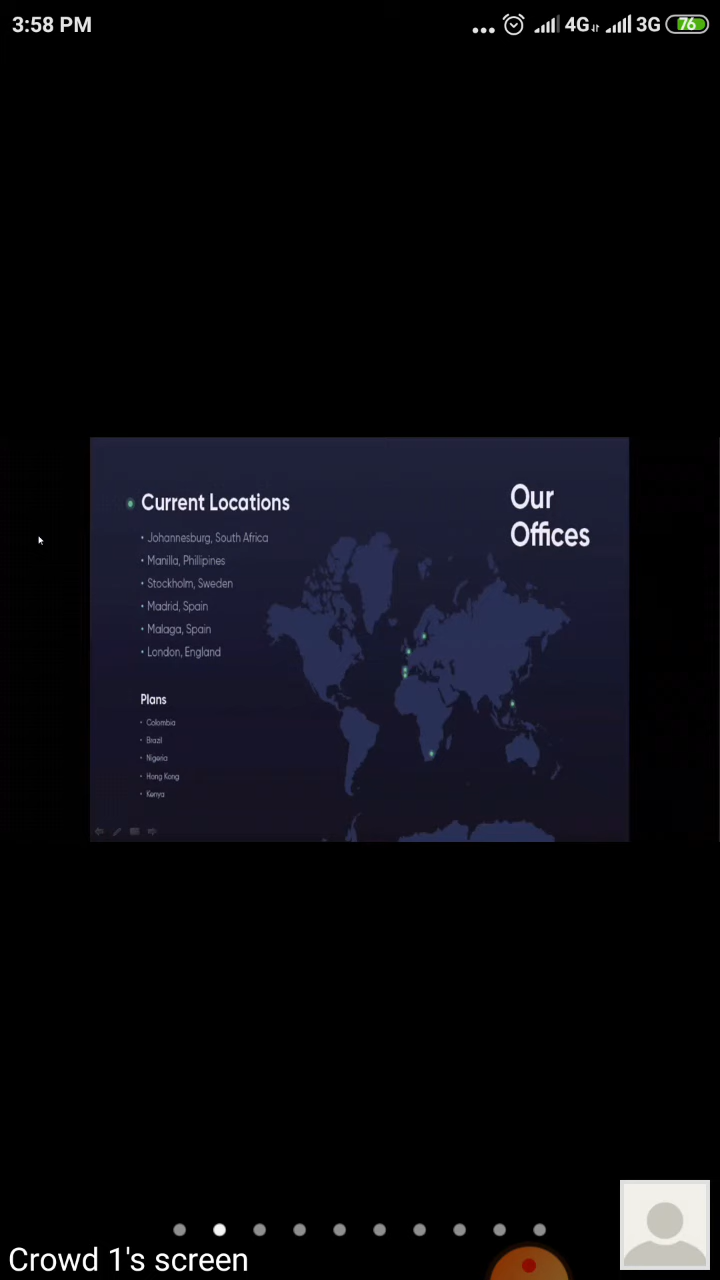 3:58 PM
4G 3G 76
Current Locations
Our
Offices
• Johannesburg, South Africa
• Manilla, Phillipines
• Stockholm, Sweden
• Madrid, Spain
• Malaga, Spain
• London, England
Plans
• Colombia
• Brazil
• Nigeria
• Hong Kong
• Kenya
Crowd 1's screen